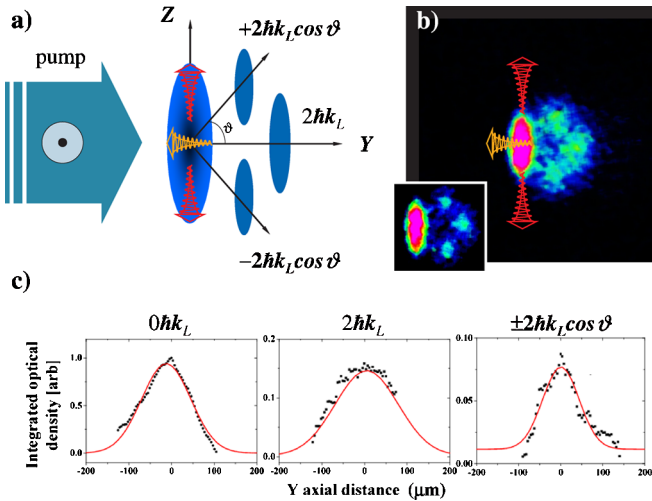 a)
Z
+2ħk_L cos ϑ
b)
pump
2ħk_L
ϑ
Y
−2ħk_L cos ϑ
c)
0ħk_L
2ħk_L
±2ħk_L cos ϑ
Integrated optical
density [arb]
1.0
0.5
0.0
-200 -100 0 100 200
0.2
0.1
0.0
-200 -100 0 100 200
0.10
0.05
0.00
-200 -100 0 100 200
Y axial distance (μm)